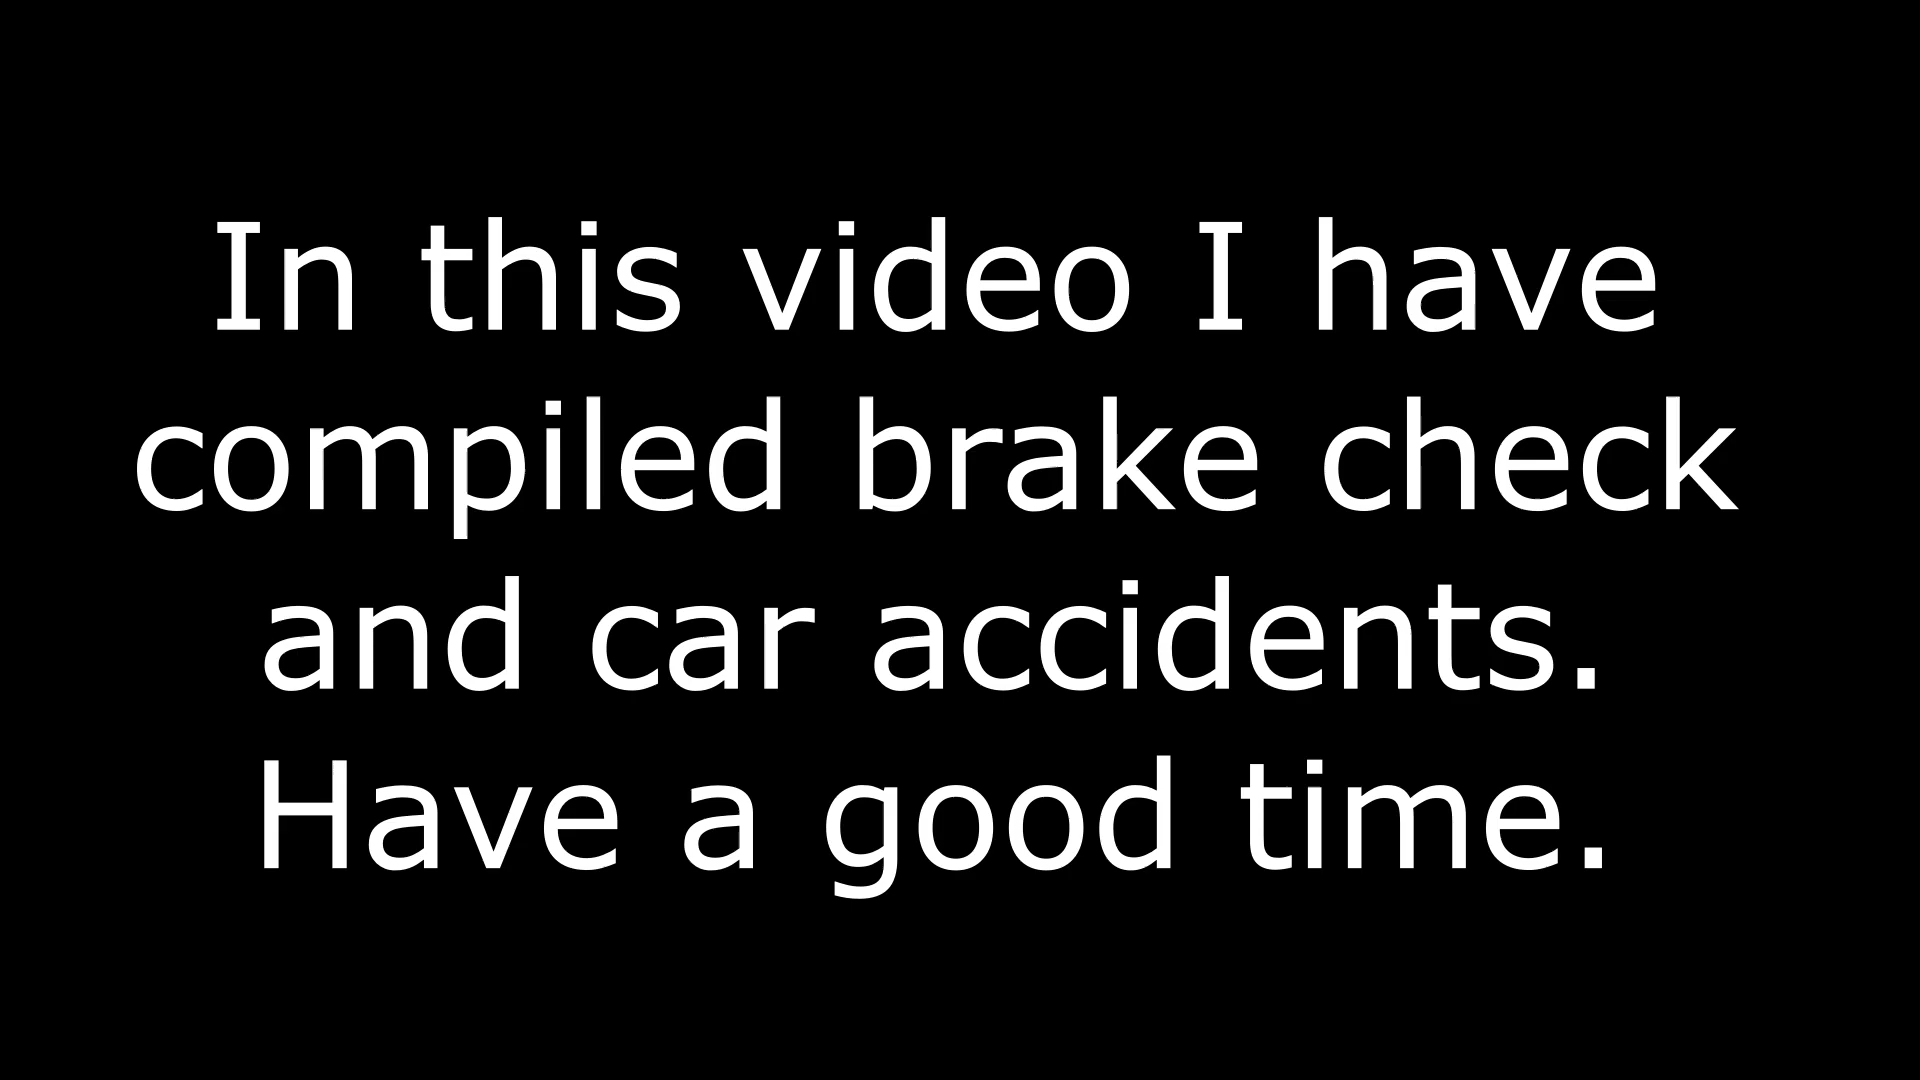 In this video I have
compiled brake check
and car accidents.
Have a good time.